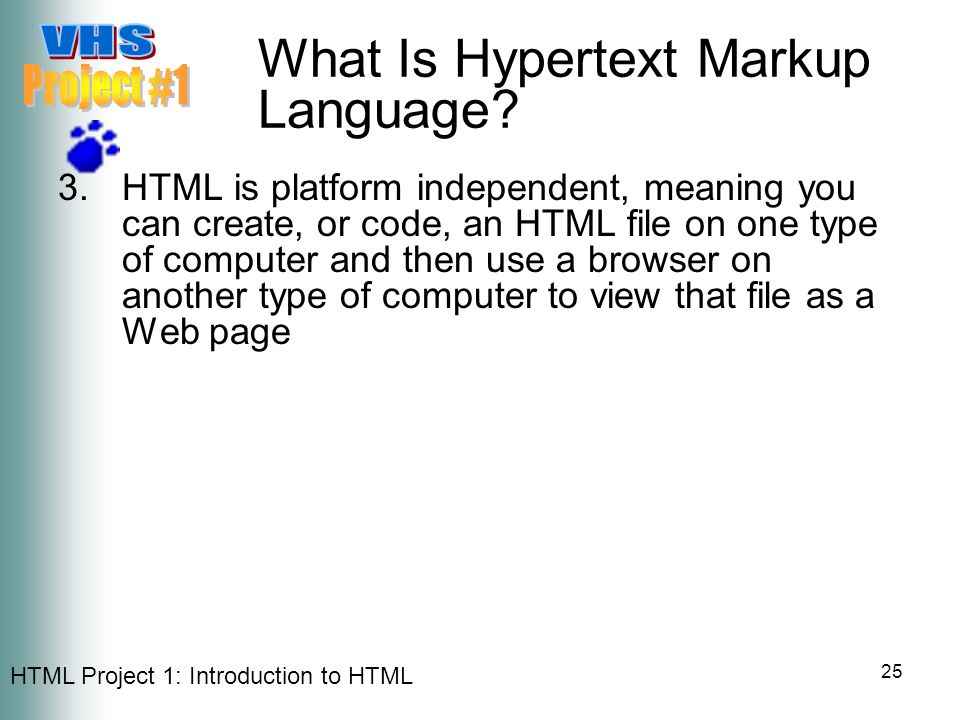 VHS
Project #1
What Is Hypertext Markup
Language?
3. HTML is platform independent, meaning you
can create, or code, an HTML file on one type
of computer and then use a browser on
another type of computer to view that file as a
Web page
HTML Project 1: Introduction to HTML
25